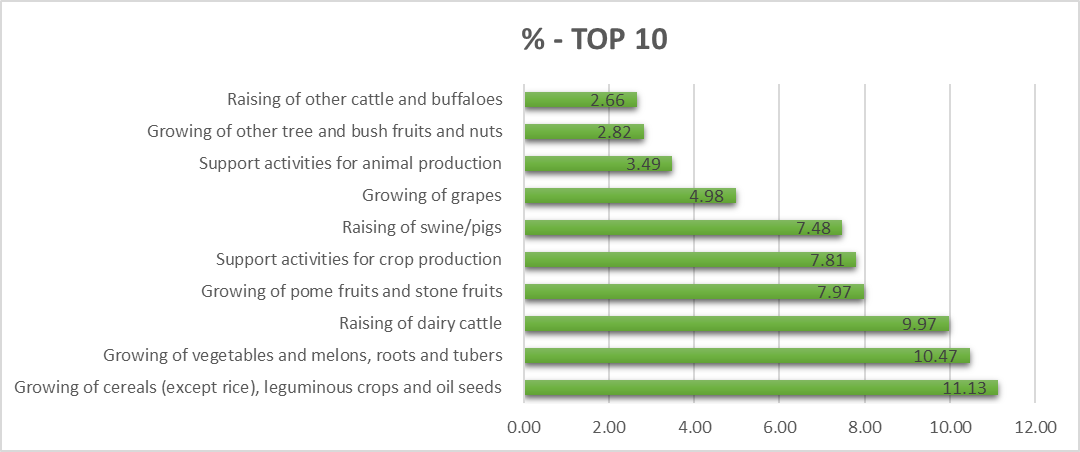 % - TOP 10
Raising of other cattle and buffaloes 2.66
Growing of other tree and bush fruits and nuts 2.82
Support activities for animal production 3.49
Growing of grapes 4.98
Raising of swine/pigs 7.48
Support activities for crop production 7.81
Growing of pome fruits and stone fruits 7.97
Raising of dairy cattle 9.97
Growing of vegetables and melons, roots and tubers 10.47
Growing of cereals (except rice), leguminous crops and oil seeds 11.13
0.00 2.00 4.00 6.00 8.00 10.00 12.00